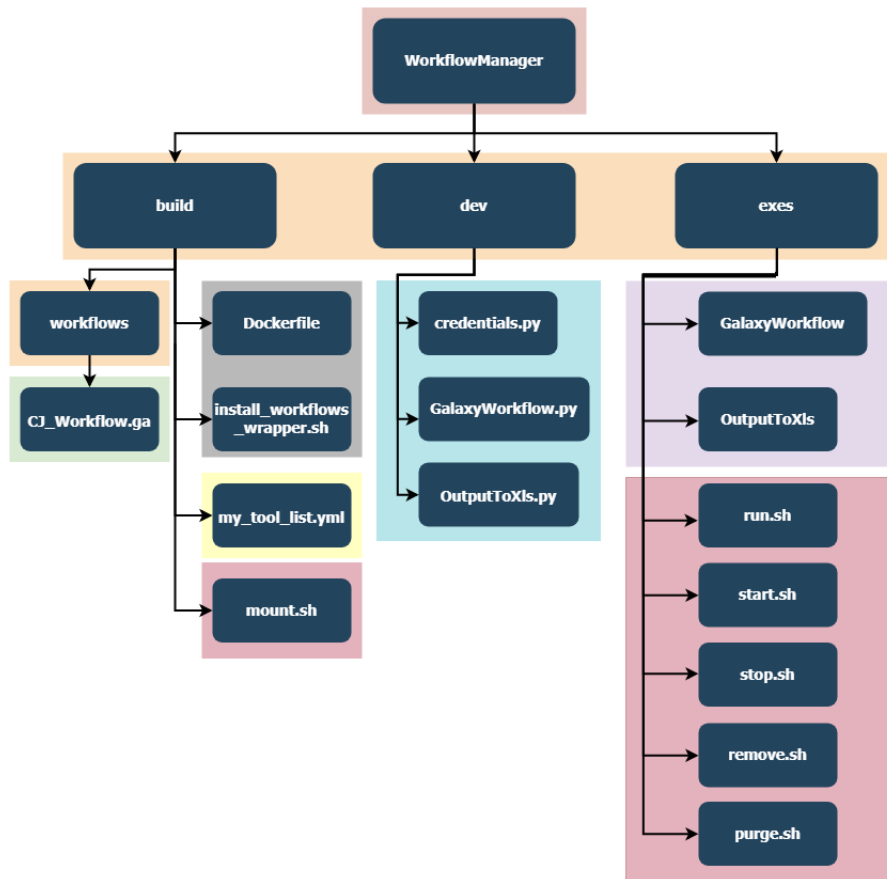 WorkflowManager
build
dev
exes
workflows
CJ_Workflow.ga
Dockerfile
install_workflows
_wrapper.sh
my_tool_list.yml
mount.sh
credentials.py
GalaxyWorkflow.py
OutputToXls.py
GalaxyWorkflow
OutputToXls
run.sh
start.sh
stop.sh
remove.sh
purge.sh